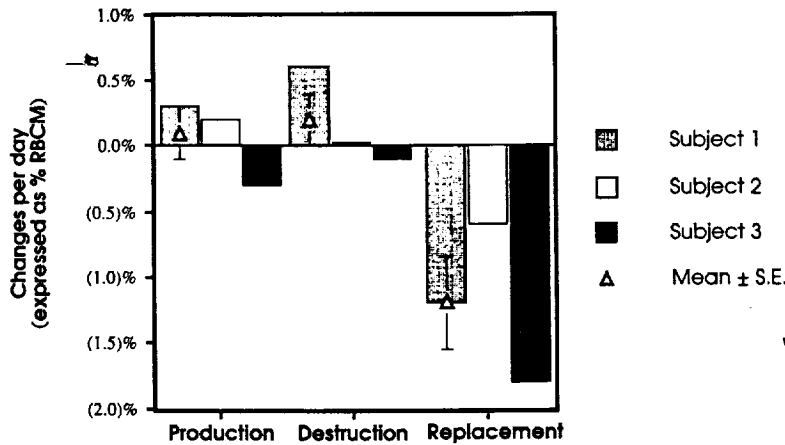 1.0%
0.5%
0.0%
(0.5)%
(1.0)%
(1.5)%
(2.0)%
Changes per day
(expressed as % RBCM)
Production Destruction Replacement
Subject 1
Subject 2
Subject 3
Mean ± S.E.